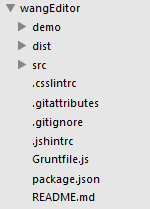 wangEditor
demo
dist
src
.csslintrc
.gitattributes
.gitignore
.jshintrc
Gruntfile.js
package.json
README.md